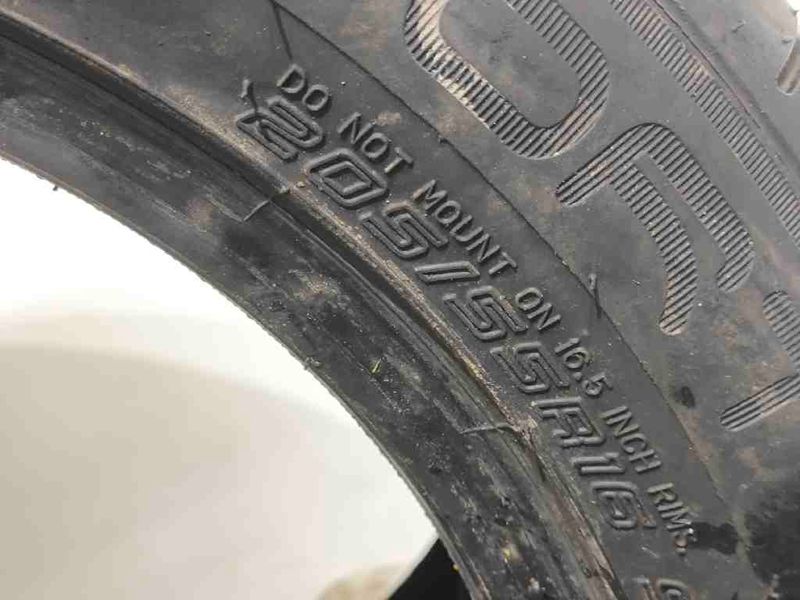 DO NOT MOUNT ON 16.5 INCH RIMS.
205/55R16